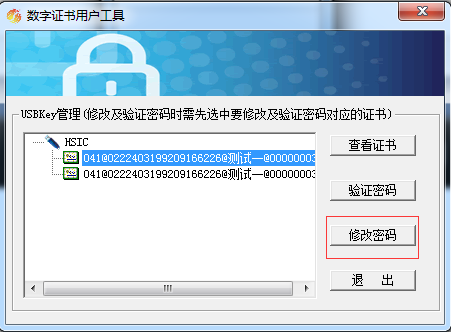 数字证书用户工具
USBKey管理(修改及验证密码时需先选中要修改及验证密码对应的证书)
HSIC
041@0222403199209166226@测试一@00000003
041@0222403199209166226@测试一@00000003
查看证书
验证密码
修改密码
退 出